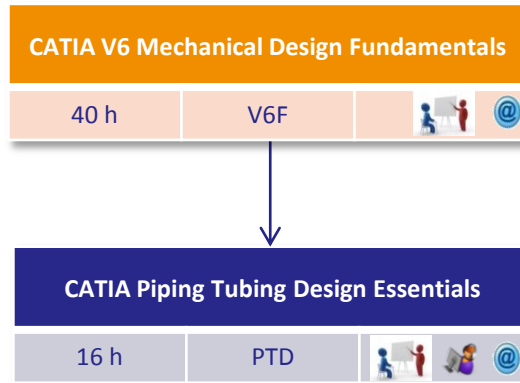 CATIA V6 Mechanical Design Fundamentals
40 h V6F @
CATIA Piping Tubing Design Essentials
16 h PTD @